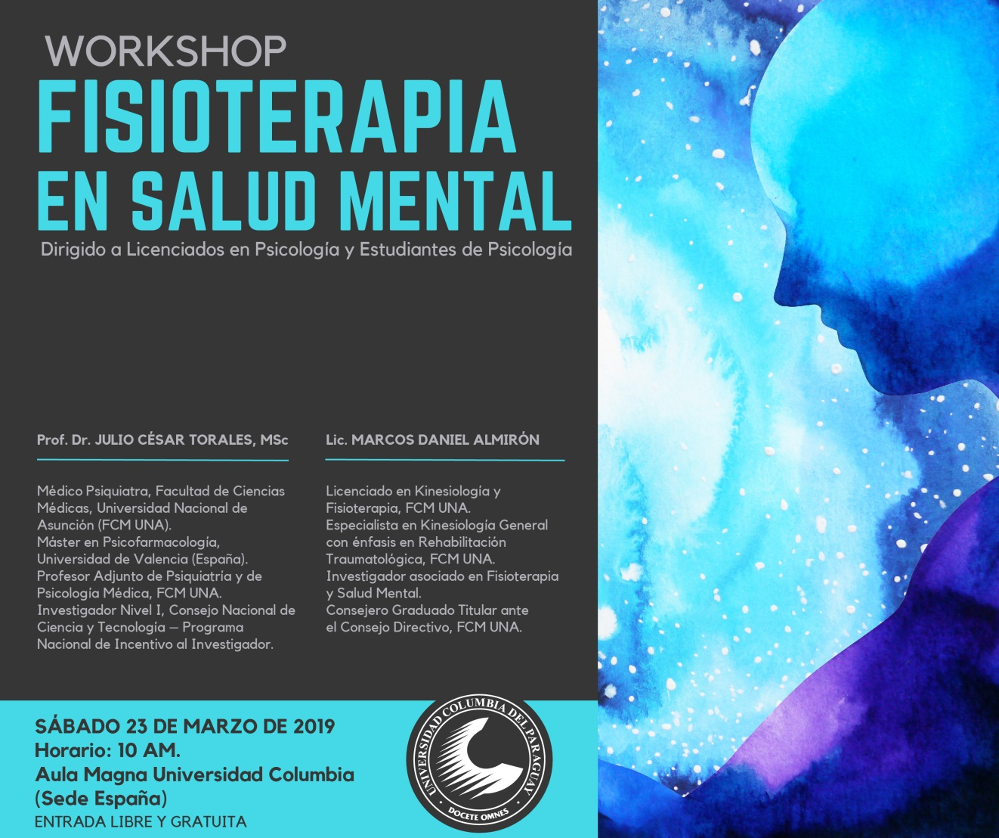 WORKSHOP
FISIOTERAPIA
EN SALUD MENTAL
Dirigido a Licenciados en Psicología y Estudiantes de Psicología
Prof. Dr. JULIO CÉSAR TORALES, MSc
Médico Psiquiatra, Facultad de Ciencias
Médicas, Universidad Nacional de
Asunción (FCM UNA).
Máster en Psicofarmacología,
Universidad de Valencia (España).
Profesor Adjunto de Psiquiatría y de
Psicología Médica, FCM UNA.
Investigador Nivel I, Consejo Nacional de
Ciencia y Tecnología – Programa
Nacional de Incentivo al Investigador.
Lic. MARCOS DANIEL ALMIRÓN
Licenciado en Kinesiología y
Fisioterapia, FCM UNA.
Especialista en Kinesiología General
con énfasis en Rehabilitación
Traumatológica, FCM UNA.
Investigador asociado en Fisioterapia
y Salud Mental.
Consejero Graduado Titular ante
el Consejo Directivo, FCM UNA.
SÁBADO 23 DE MARZO DE 2019
Horario: 10 AM.
Aula Magna Universidad Columbia
(Sede España)
ENTRADA LIBRE Y GRATUITA
UNIVERSIDAD COLUMBIA DEL PARAGUAY
DOCETE OMNES